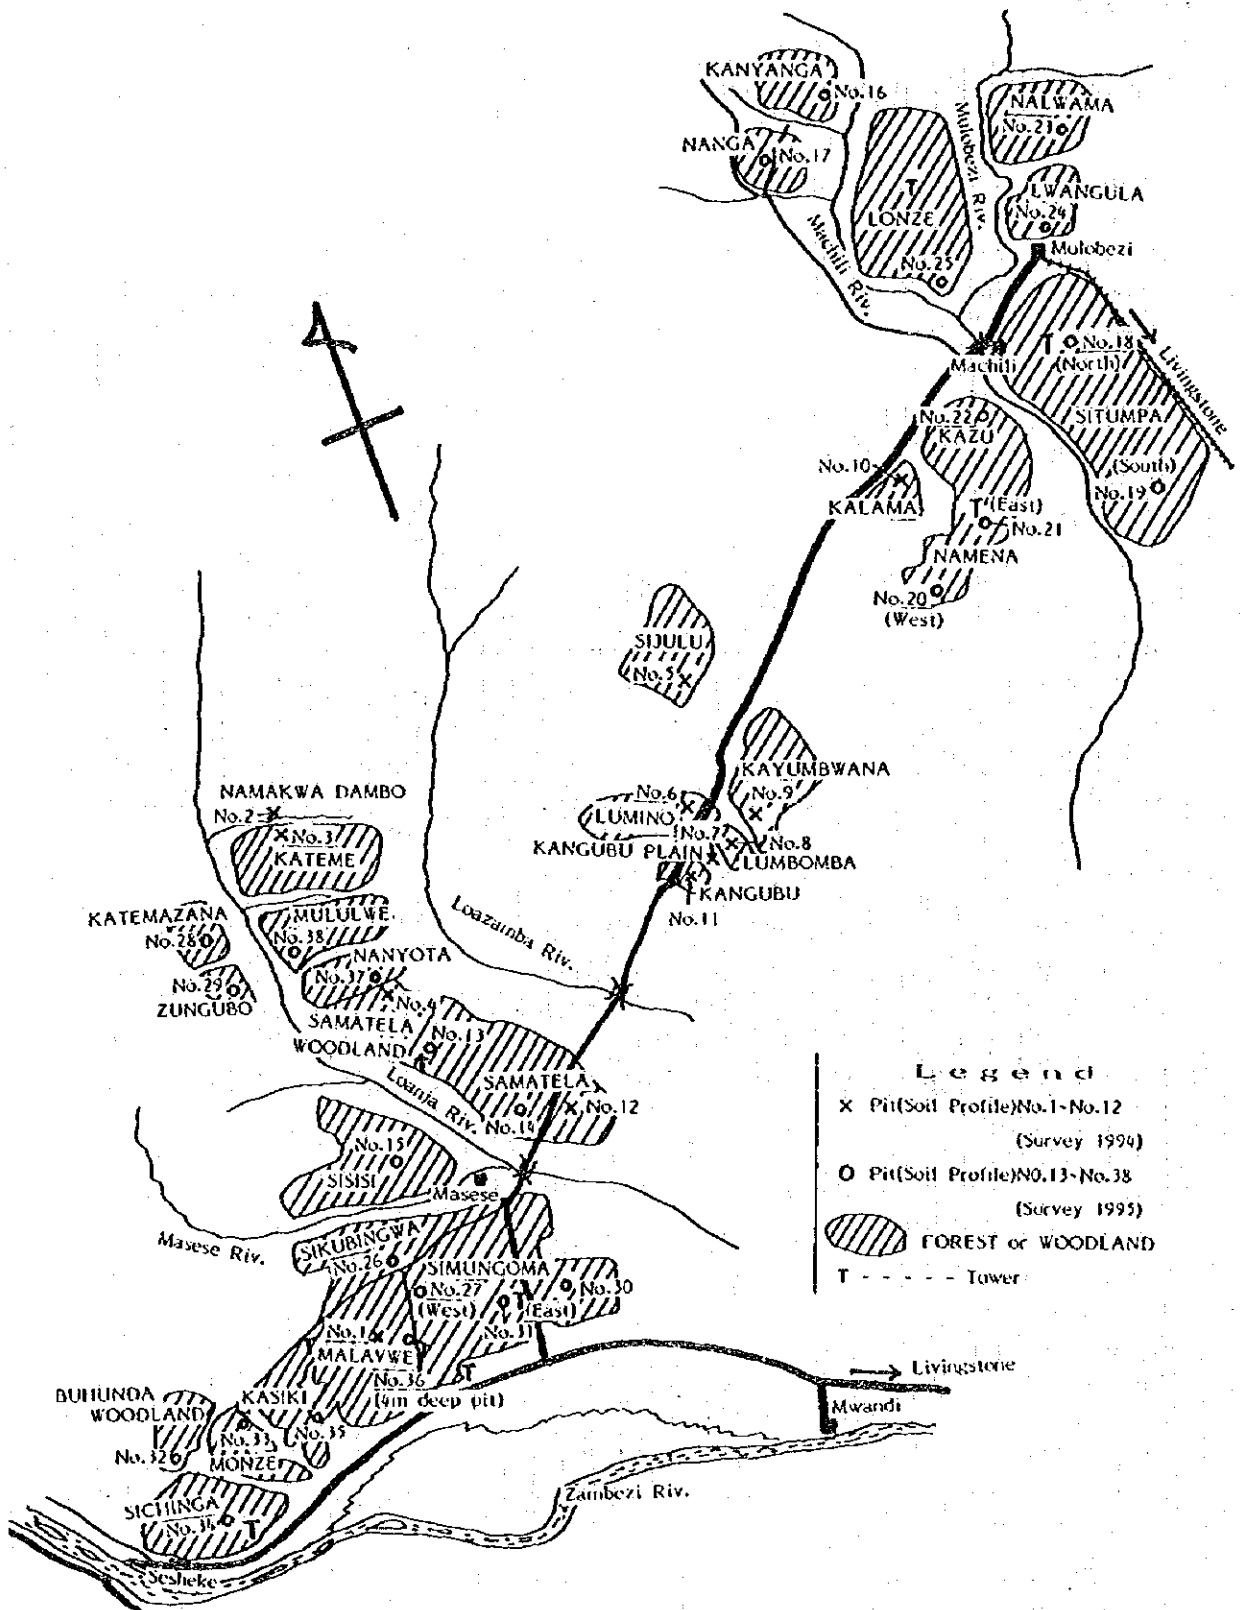 KANYANGA
No.16
NALWAMA
No.23
NANGA
No.17
Mulobezi Riv.
LWANGULA
No.24
LONZE
T
Mulobezi
Machili Riv.
No.25
T
No.18
(North)
Machili
Livingstone
SITUMPA
No.22
KAZU
(South)
No.19
No.10
KALAMA
T
(East)
No.21
NAMENA
No.20
(West)
SIJULU
No.5
KAYUMBWANA
No.9
NAMAKWA DAMBO
No.2
No.3
KATEME
No.6
LUMINO
No.7
No.8
KANGUBU PLAIN
LUMBOMBA
KANGUBU
No.11
KATEMAZANA
No.28
MULULWE
No.38
Loazamba Riv.
NANYOTA
No.37
No.4
No.29
ZUNGUBO
SAMATELA
WOODLAND
No.13
Loanja Riv.
SAMATELA
No.12
No.14
Legend
x Pit(Soil Profile)No.1~No.12
(Survey 1994)
O Pit(Soil Profile)NO.13~No.38
(Survey 1995)
FOREST or WOODLAND
T - - - - - Tower
No.15
SISISI
Masese
Masese Riv.
SIKUBINGWA
No.26
SIMUNGOMA
No.27
(West)
No.30
T
(East)
No.31
No.1
MALAVWE
No.36
(4m deep pit)
T
Livingstone
Mwandi
BUHUNDA
WOODLAND
KASIKI
No.32
No.33
No.35
MONZE
Zambezi Riv.
SICHINGA
No.34
T
Sesheke